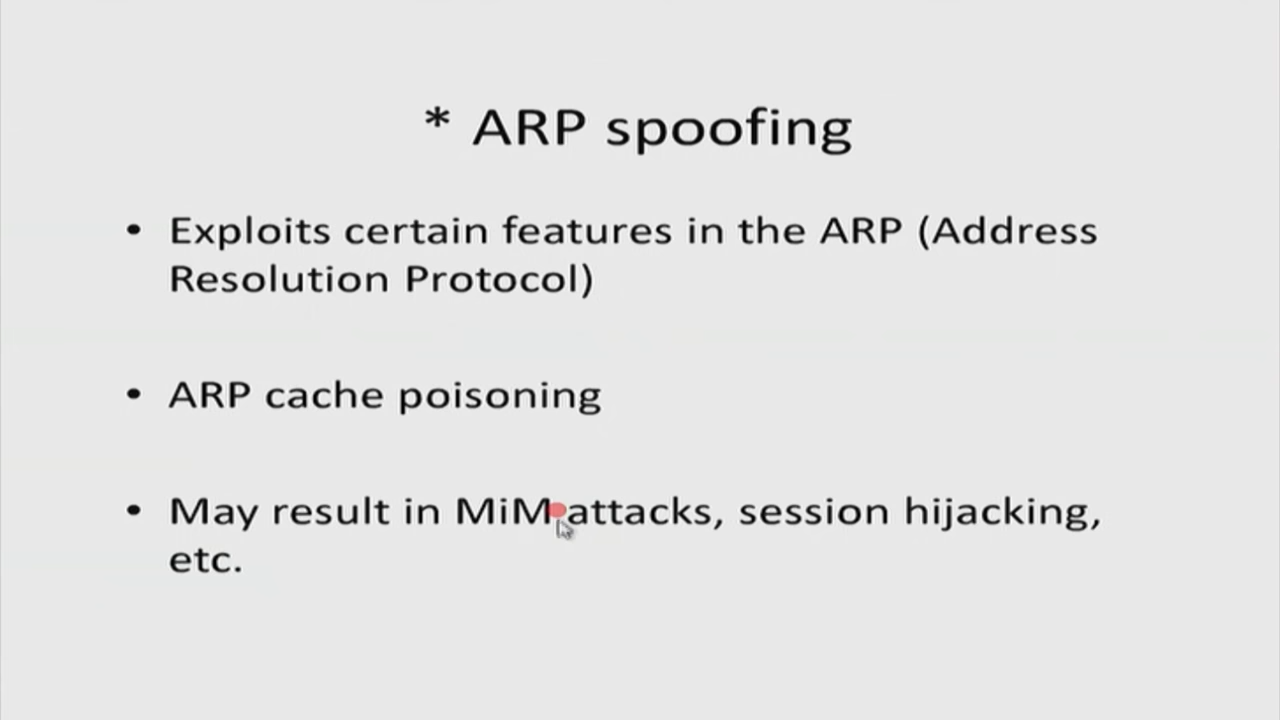 * ARP spoofing
• Exploits certain features in the ARP (Address
Resolution Protocol)
• ARP cache poisoning
• May result in MiM attacks, session hijacking,
etc.